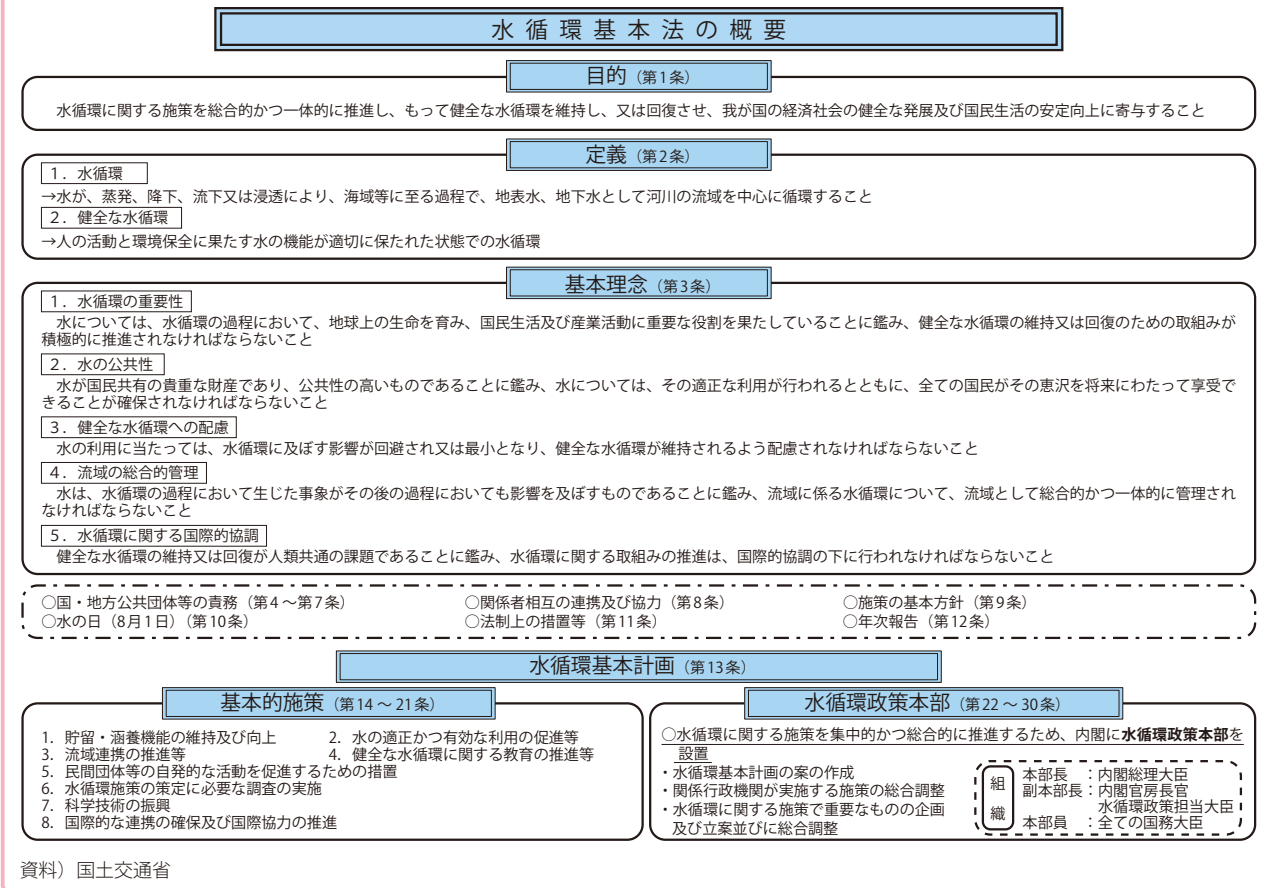 水循環基本法の概要
目的（第1条）
水循環に関する施策を総合的かつ一体的に推進し、もって健全な水循環を維持し、又は回復させ、我が国の経済社会の健全な発展及び国民生活の安定向上に寄与すること
定義（第2条）
1．水循環
→水が、蒸発、降下、流下又は浸透により、海域等に至る過程で、地表水、地下水として河川の流域を中心に循環すること
2．健全な水循環
→人の活動と環境保全に果たす水の機能が適切に保たれた状態での水循環
基本理念（第3条）
1．水循環の重要性
水については、水循環の過程において、地球上の生命を育み、国民生活及び産業活動に重要な役割を果たしていることに鑑み、健全な水循環の維持又は回復のための取組みが
積極的に推進されなければならないこと
2．水の公共性
水が国民共有の貴重な財産であり、公共性の高いものであることに鑑み、水については、その適正な利用が行われるとともに、全ての国民がその恵沢を将来にわたって享受で
きることが確保されなければならないこと
3．健全な水循環への配慮
水の利用に当たっては、水循環に及ぼす影響が回避され又は最小となり、健全な水循環が維持されるよう配慮されなければならないこと
4．流域の総合的管理
水は、水循環の過程において生じた事象がその後の過程においても影響を及ぼすものであることに鑑み、流域に係る水循環について、流域として総合的かつ一体的に管理され
なければならないこと
5．水循環に関する国際的協調
健全な水循環の維持又は回復が人類共通の課題であることに鑑み、水循環に関する取組みの推進は、国際的協調の下に行われなければならないこと
○国・地方公共団体等の責務（第4～第7条） ○関係者相互の連携及び協力（第8条） ○施策の基本方針（第9条）
○水の日（8月1日）（第10条） ○法制上の措置等（第11条） ○年次報告（第12条）
水循環基本計画（第13条）
基本的施策（第14～21条）
1. 貯留・涵養機能の維持及び向上 2. 水の適正かつ有効な利用の促進等
3. 流域連携の推進等 4. 健全な水循環に関する教育の推進等
5. 民間団体等の自発的な活動を促進するための措置
6. 水循環施策の策定に必要な調査の実施
7. 科学技術の振興
8. 国際的な連携の確保及び国際協力の推進
水循環政策本部（第22～30条）
○水循環に関する施策を集中的かつ総合的に推進するため、内閣に水循環政策本部を
設置
・水循環基本計画の案の作成
・関係行政機関が実施する施策の総合調整
・水循環に関する施策で重要なものの企画
及び立案並びに総合調整
組織
本部長 ：内閣総理大臣
副本部長：内閣官房長官
水循環政策担当大臣
本部員 ：全ての国務大臣
資料）国土交通省